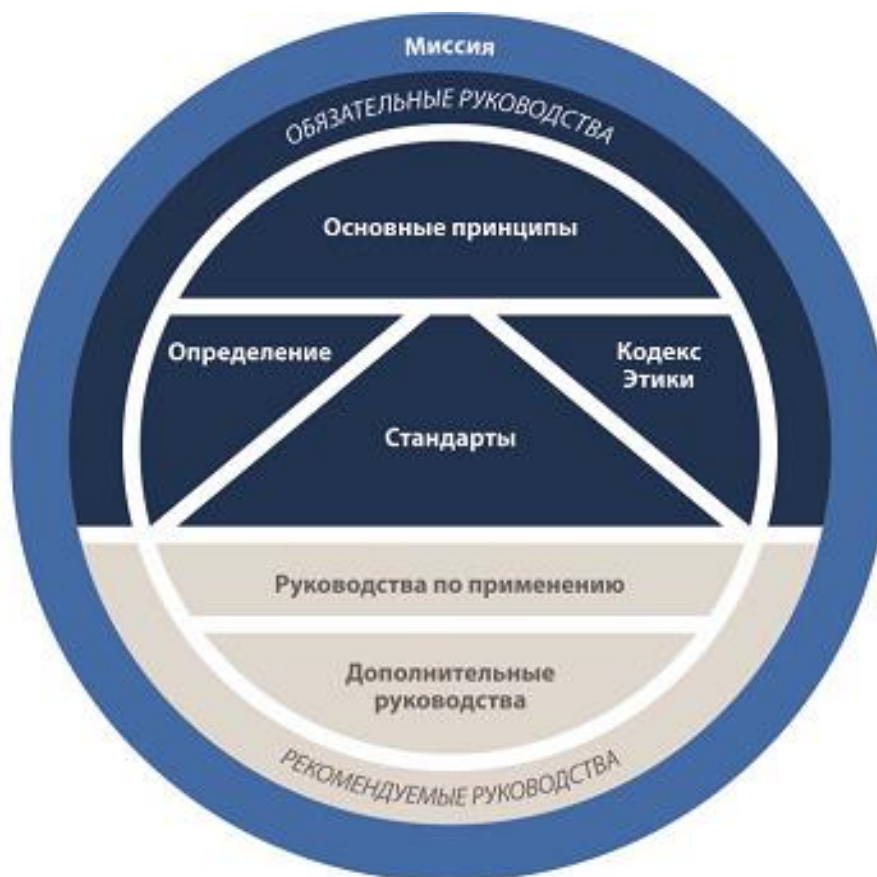 Миссия
ОБЯЗАТЕЛЬНЫЕ РУКОВОДСТВА
Основные принципы
Определение
Кодекс
Этики
Стандарты
Руководства по применению
Дополнительные
руководства
РЕКОМЕНДУЕМЫЕ РУКОВОДСТВА